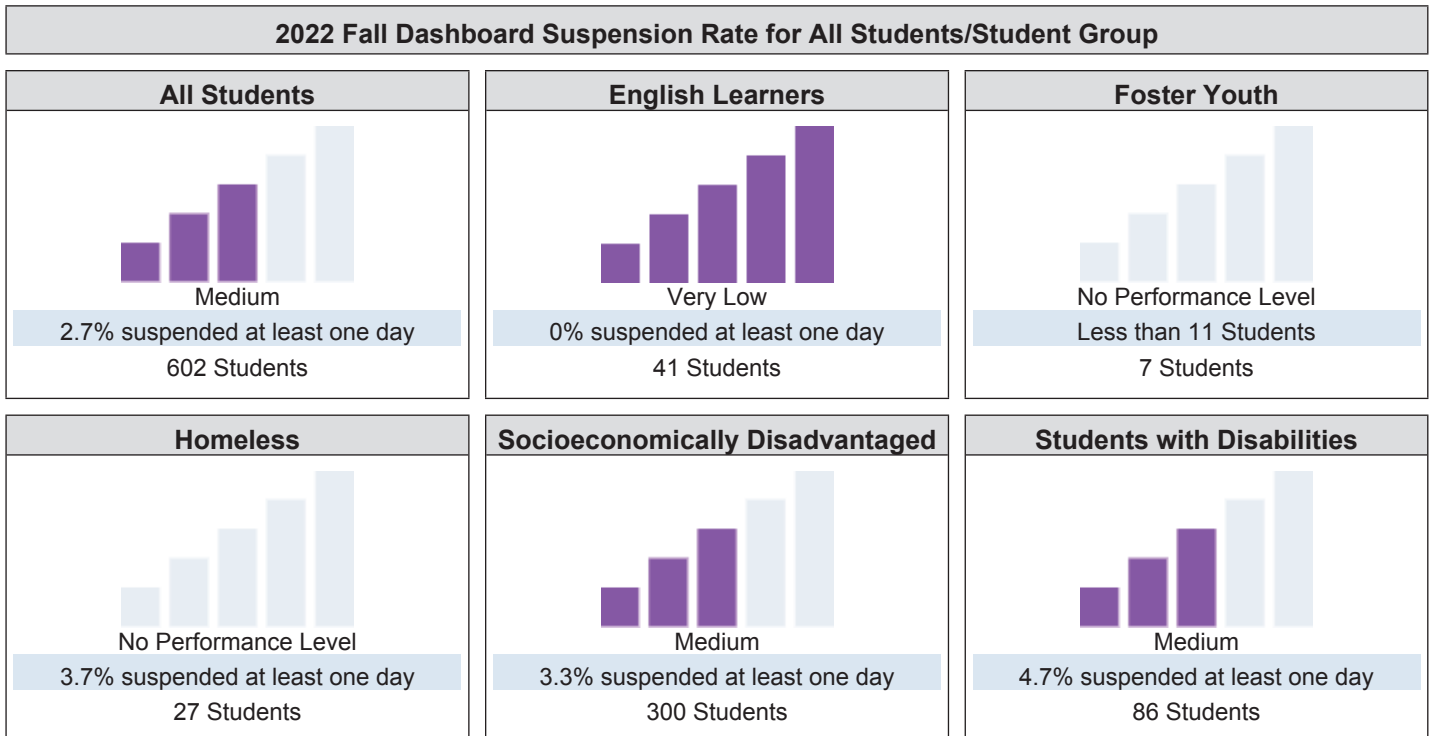 2022 Fall Dashboard Suspension Rate for All Students/Student Group
All Students
Medium
2.7% suspended at least one day
602 Students
English Learners
Very Low
0% suspended at least one day
41 Students
Foster Youth
No Performance Level
Less than 11 Students
7 Students
Homeless
No Performance Level
3.7% suspended at least one day
27 Students
Socioeconomically Disadvantaged
Medium
3.3% suspended at least one day
300 Students
Students with Disabilities
Medium
4.7% suspended at least one day
86 Students